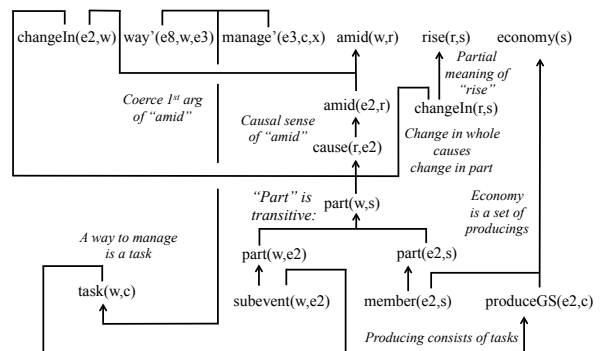 changeIn(e2,w) way’(e8,w,e3) manage’(e3,c,x) amid(w,r) rise(r,s) economy(s)
Partial
meaning of
“rise”
Coerce 1st arg
of “amid”
amid(e2,r)
changeIn(r,s)
Causal sense
of “amid”
cause(r,e2)
Change in whole
causes
change in part
“Part” is
transitive:
part(w,s)
Economy
is a set of
producings
A way to manage
is a task
part(w,e2)
part(e2,s)
task(w,c)
subevent(w,e2)
member(e2,s)
produceGS(e2,c)
Producing consists of tasks